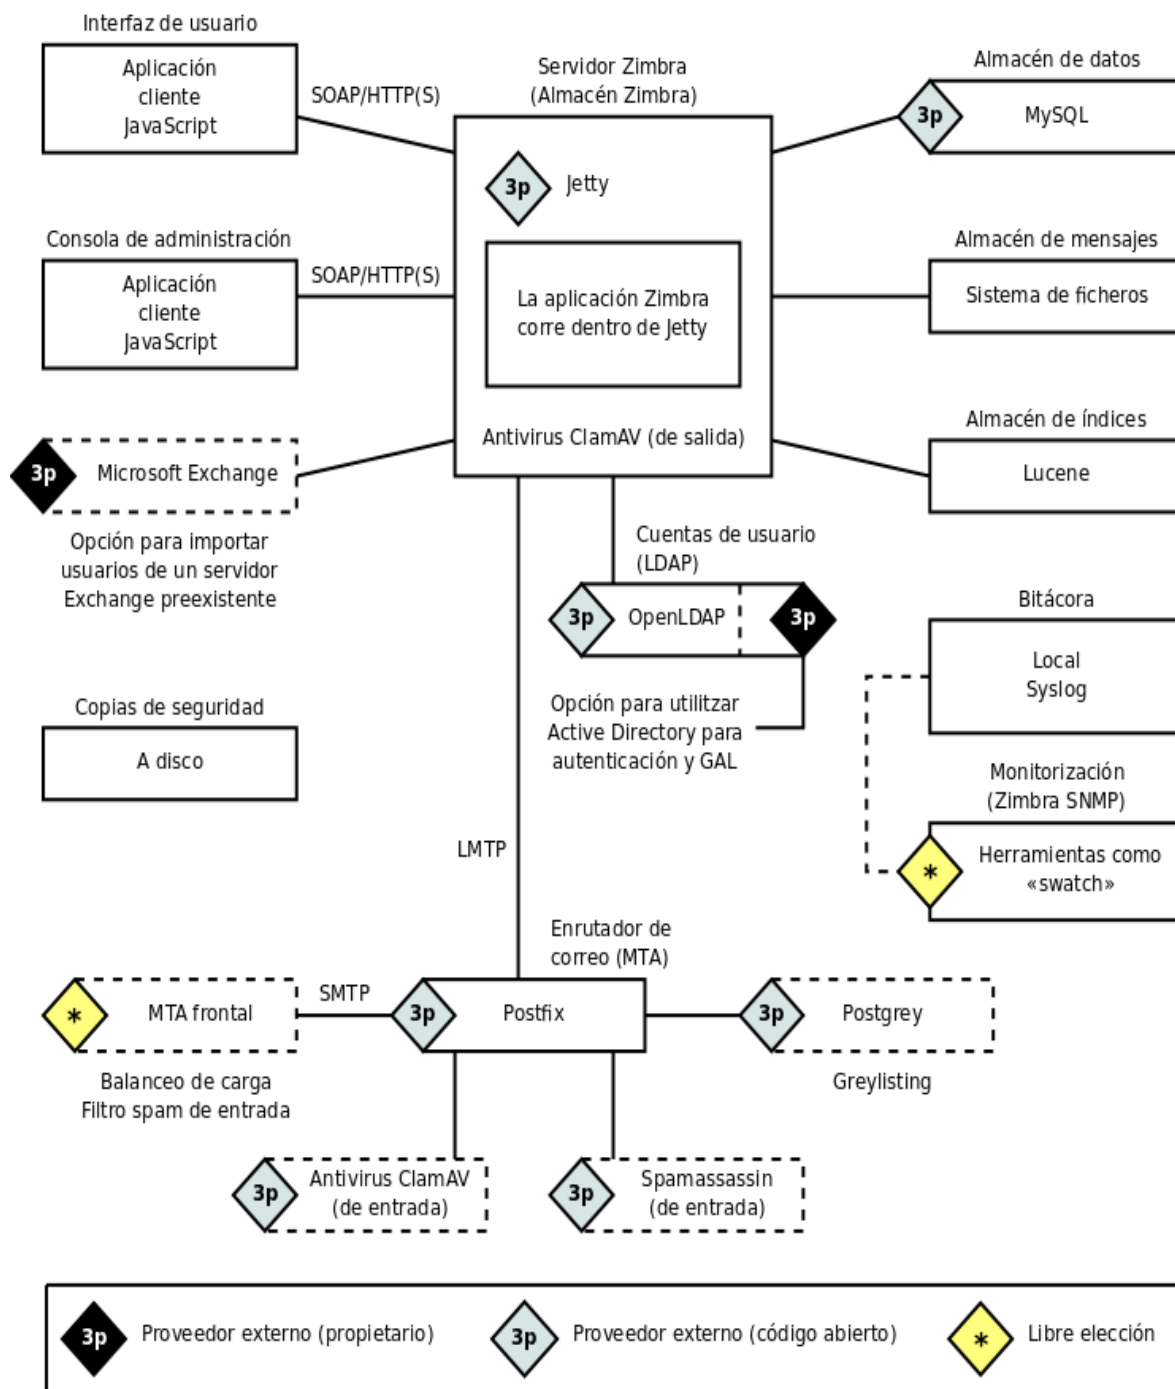 Interfaz de usuario
Aplicación
cliente
JavaScript
SOAP/HTTP(S)
Servidor Zimbra
(Almacén Zimbra)
3p
Jetty
La aplicación Zimbra
corre dentro de Jetty
Antivirus ClamAV (de salida)
Almacén de datos
3p
MySQL
Consola de administración
Aplicación
cliente
JavaScript
SOAP/HTTP(S)
Almacén de mensajes
Sistema de ficheros
3p
Microsoft Exchange
Opción para importar
usuarios de un servidor
Exchange preexistente
Almacén de índices
Lucene
Cuentas de usuario
(LDAP)
3p
OpenLDAP
3p
Opción para utilitzar
Active Directory para
autenticación y GAL
Bitácora
Local
Syslog
Copias de seguridad
A disco
Monitorización
(Zimbra SNMP)
*
Herramientas como
«swatch»
LMTP
Enrutador de
correo (MTA)
*
MTA frontal
SMTP
3p
Postfix
3p
Postgrey
Balanceo de carga
Filtro spam de entrada
Greylisting
3p
Antivirus ClamAV
(de entrada)
3p
Spamassassin
(de entrada)
3p
Proveedor externo (propietario)
3p
Proveedor externo (código abierto)
*
Libre elección